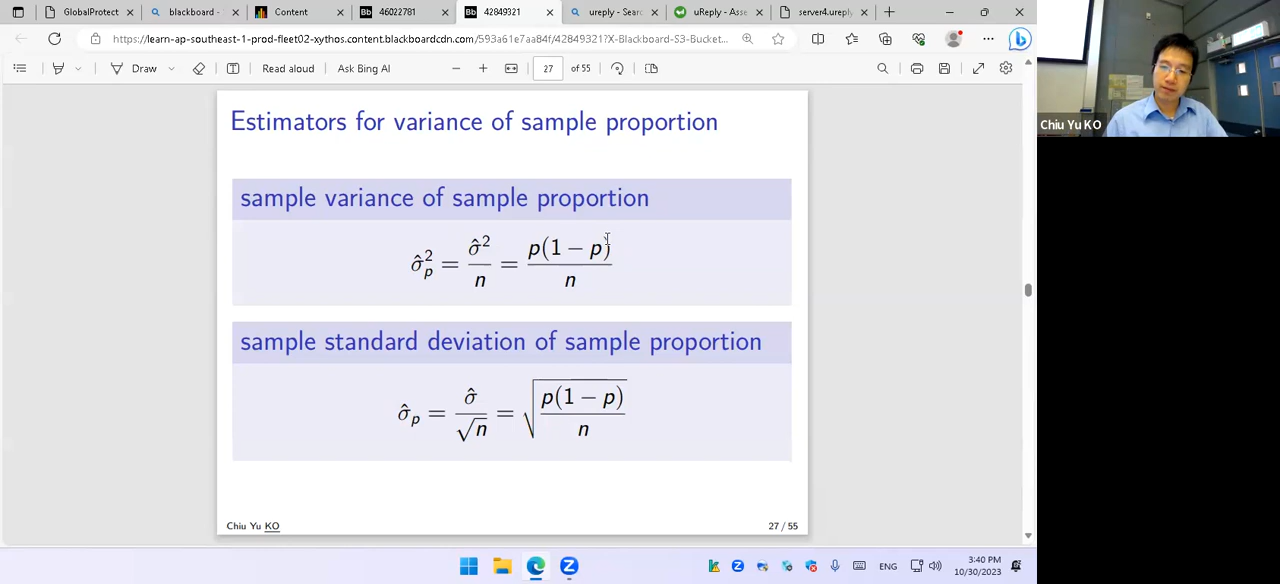 GlobalProtect
blackboard -
Content
46022781
42849321
ureply - Sear
uReply - Asse
server4.ureply.
https://learn-ap-southeast-1-prod-fleet02-xythos.content.blackboardcdn.com/593a61e7aa84f/42849321?X-Blackboard-S3-Bucket...
Draw
Read aloud
Ask Bing AI
27
of 55
Estimators for variance of sample proportion
sample variance of sample proportion
σ̂²ₚ = σ̂²/n = p(1 − p)/n
sample standard deviation of sample proportion
σ̂ₚ = σ̂/√n = √(p(1 − p)/n)
Chiu Yu KO
27 / 55
Chiu Yu KO
ENG
3:40 PM
10/30/2023